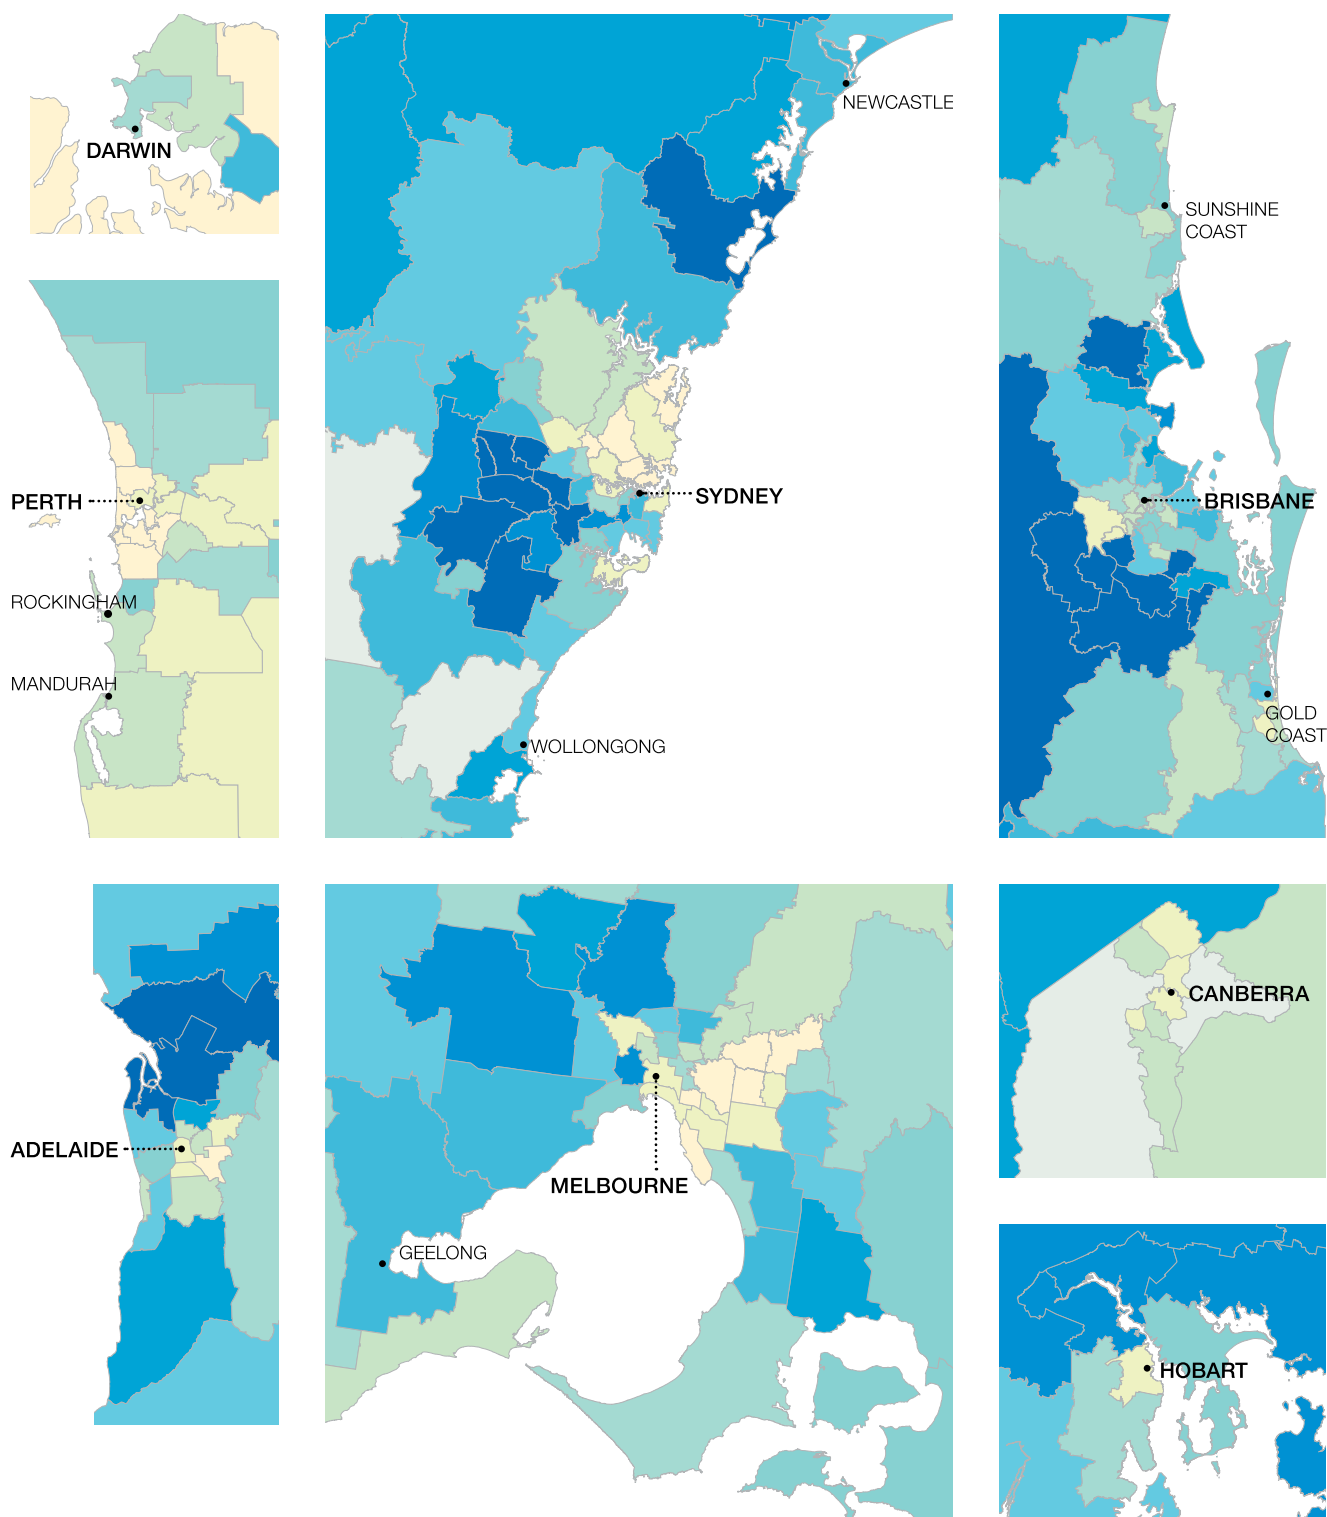 DARWIN
NEWCASTLE
SUNSHINE
COAST
PERTH
SYDNEY
BRISBANE
ROCKINGHAM
MANDURAH
WOLLONGONG
GOLD
COAST
CANBERRA
ADELAIDE
MELBOURNE
GEELONG
HOBART